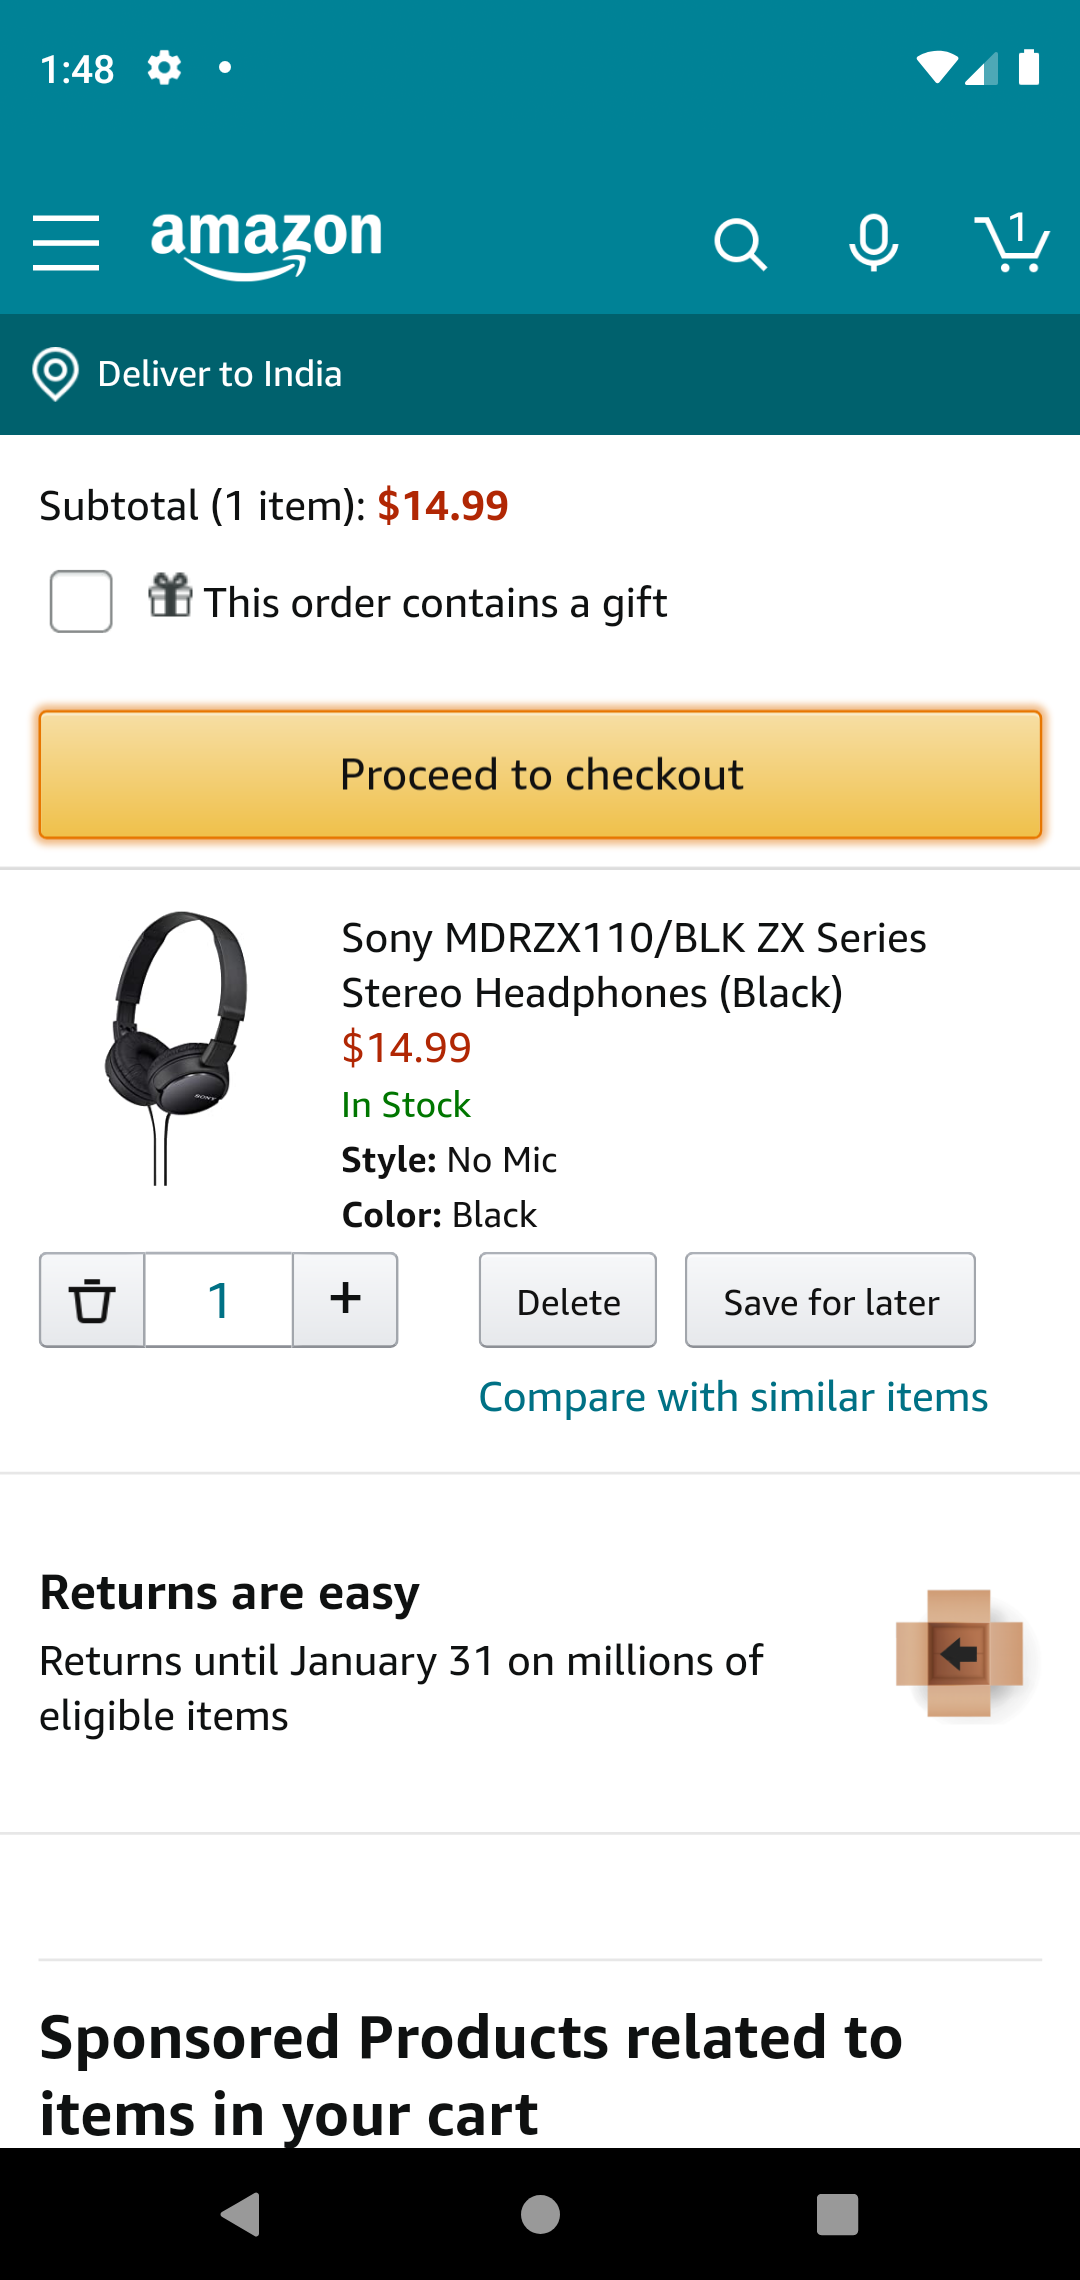 1:48
amazon
1
Deliver to India
Subtotal (1 item): $14.99
This order contains a gift
Proceed to checkout
SONY
Sony MDRZX110/BLK ZX Series
Stereo Headphones (Black)
$14.99
In Stock
Style: No Mic
Color: Black
1 + Delete Save for later
Compare with similar items
Returns are easy
Returns until January 31 on millions of
eligible items
Sponsored Products related to
items in your cart